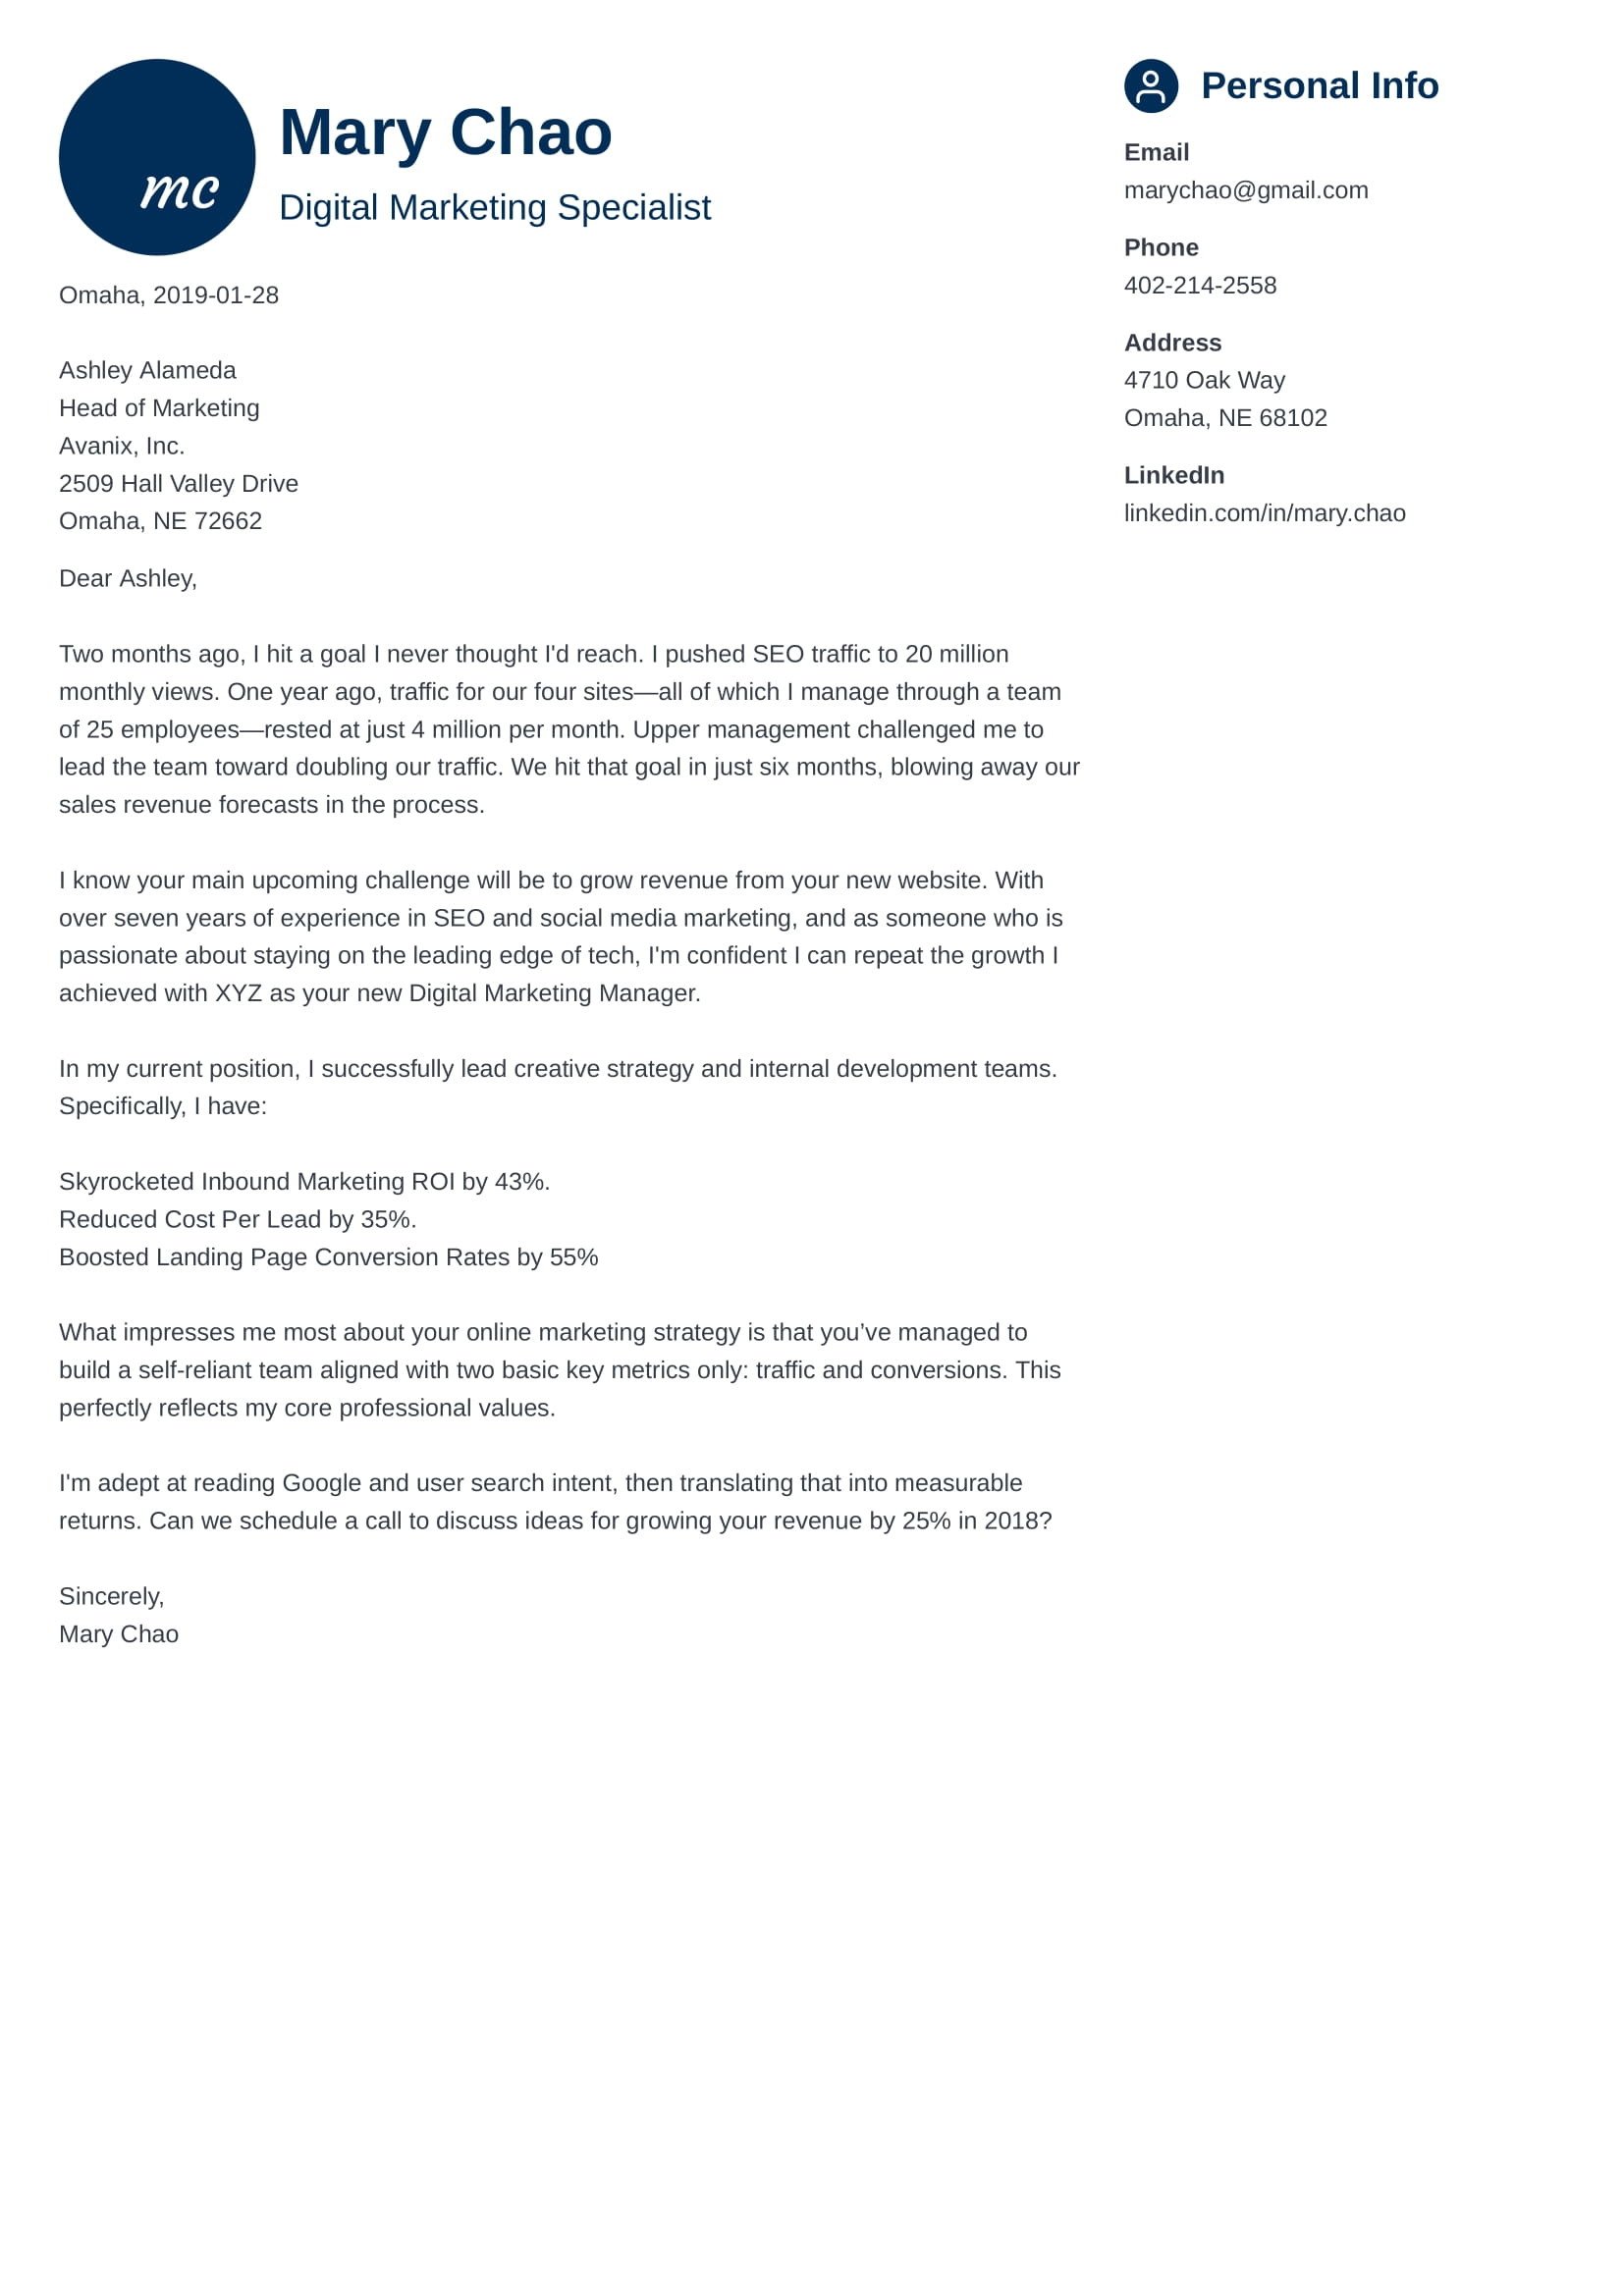 mc
Mary Chao
Digital Marketing Specialist
Omaha, 2019-01-28
Ashley Alameda
Head of Marketing
Avanix, Inc.
2509 Hall Valley Drive
Omaha, NE 72662
Dear Ashley,
Two months ago, I hit a goal I never thought I'd reach. I pushed SEO traffic to 20 million
monthly views. One year ago, traffic for our four sites—all of which I manage through a team
of 25 employees—rested at just 4 million per month. Upper management challenged me to
lead the team toward doubling our traffic. We hit that goal in just six months, blowing away our
sales revenue forecasts in the process.
I know your main upcoming challenge will be to grow revenue from your new website. With
over seven years of experience in SEO and social media marketing, and as someone who is
passionate about staying on the leading edge of tech, I'm confident I can repeat the growth I
achieved with XYZ as your new Digital Marketing Manager.
In my current position, I successfully lead creative strategy and internal development teams.
Specifically, I have:
Skyrocketed Inbound Marketing ROI by 43%.
Reduced Cost Per Lead by 35%.
Boosted Landing Page Conversion Rates by 55%
What impresses me most about your online marketing strategy is that you’ve managed to
build a self-reliant team aligned with two basic key metrics only: traffic and conversions. This
perfectly reflects my core professional values.
I'm adept at reading Google and user search intent, then translating that into measurable
returns. Can we schedule a call to discuss ideas for growing your revenue by 25% in 2018?
Sincerely,
Mary Chao
Personal Info
Email
marychao@gmail.com
Phone
402-214-2558
Address
4710 Oak Way
Omaha, NE 68102
LinkedIn
linkedin.com/in/mary.chao